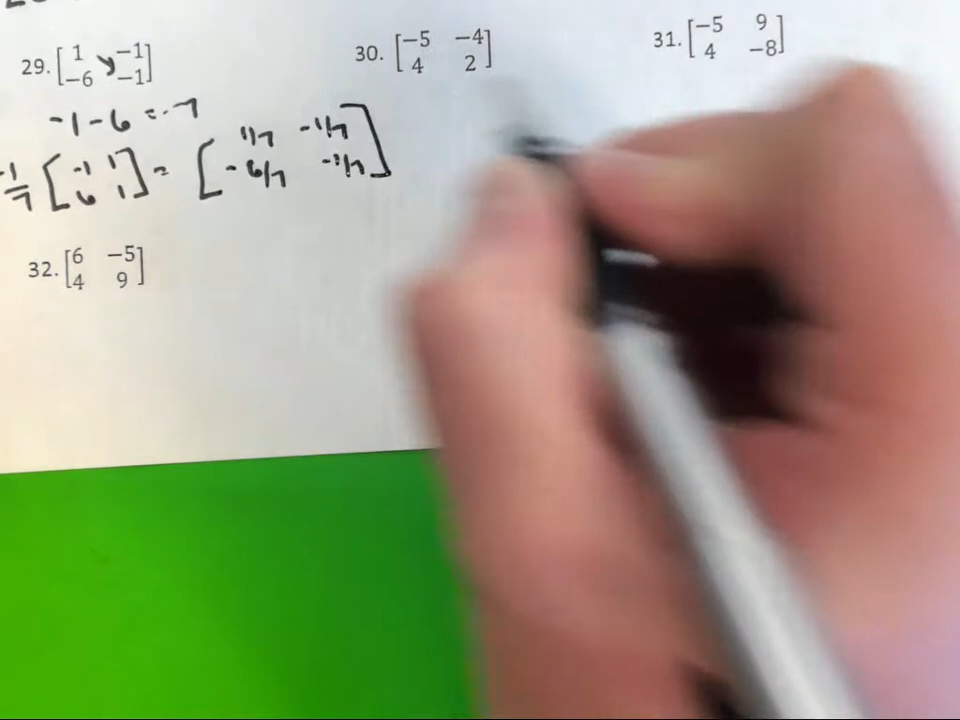 29. [1 -1]
[-6 -1]
-1-6=-7
-1/7 [-1 1] = [1/7 -1/7]
[6 1] [-6/7 -1/7]
30. [-5 -4]
[4 2]
31. [-5 9]
[4 -8]
32. [6 -5]
[4 9]